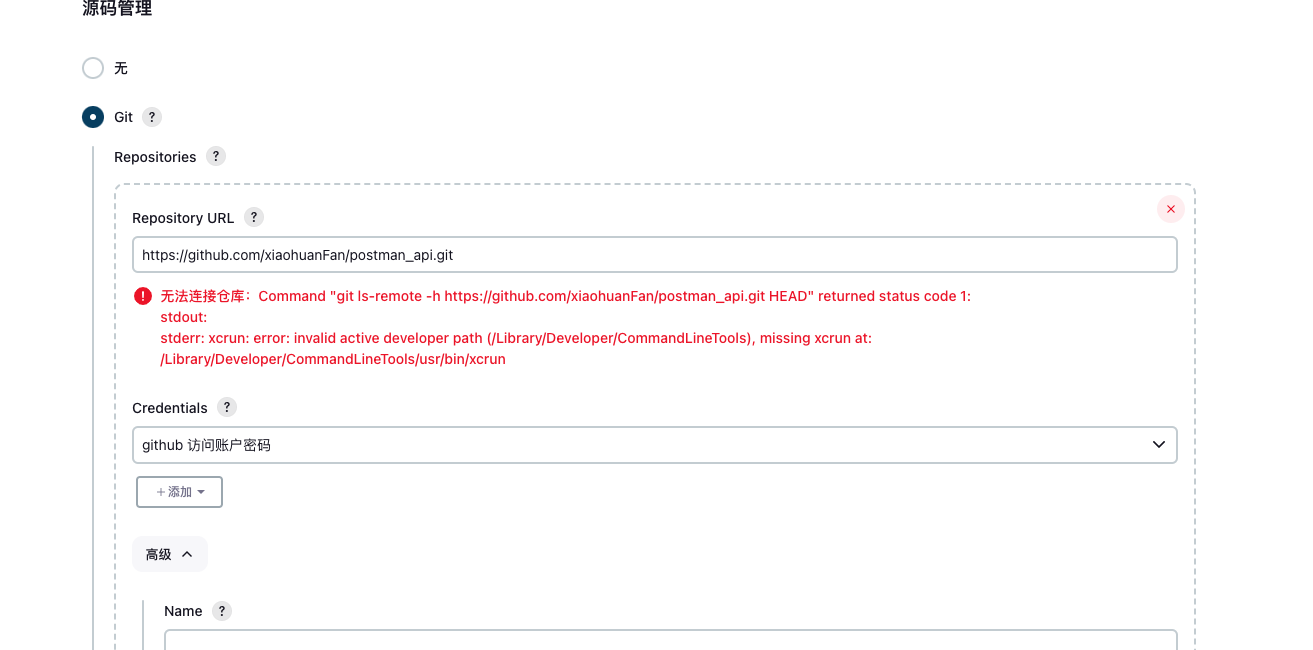 源码管理
无
Git ?
Repositories ?
Repository URL ?
https://github.com/xiaohuanFan/postman_api.git
无法连接仓库：Command "git ls-remote -h https://github.com/xiaohuanFan/postman_api.git HEAD" returned status code 1:
stdout:
stderr: xcrun: error: invalid active developer path (/Library/Developer/CommandLineTools), missing xcrun at:
/Library/Developer/CommandLineTools/usr/bin/xcrun
Credentials ?
github 访问账户密码
+添加
高级
Name ?